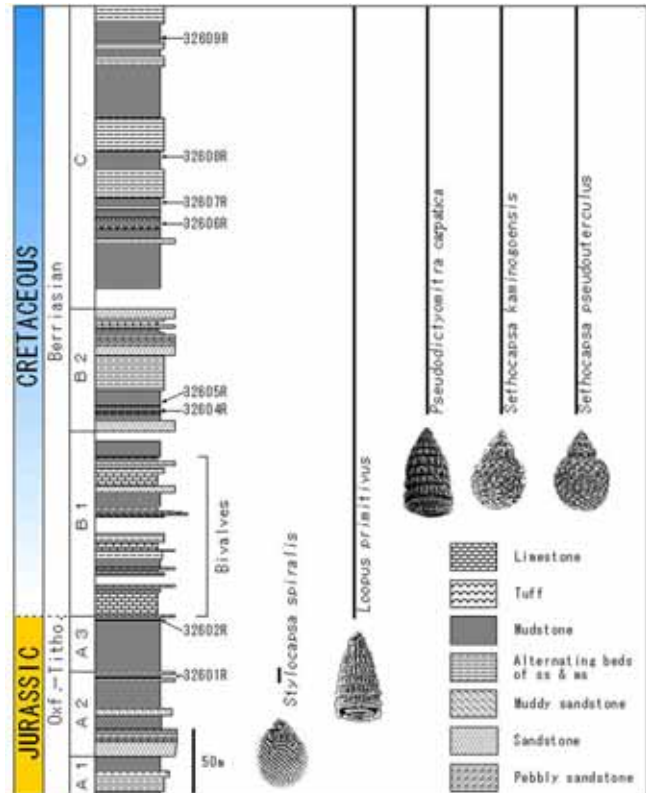 CRETACEOUS
JURASSIC
Berriasian
Oxf.–Titho.
C
B 2
B 1
A 3
A 2
A 1
32609R
32608R
32607R
32606R
32605R
32604R
32602R
32601R
Bivalves
50m
Stylocapsa spiralis
Loopus primitivus
Pseudodictyomitra carpatica
Sethocapsa kaminogoensis
Sethocapsa pseudouterculus
Limestone
Tuff
Mudstone
Alternating beds
of ss & ms
Muddy sandstone
Sandstone
Pebbly sandstone